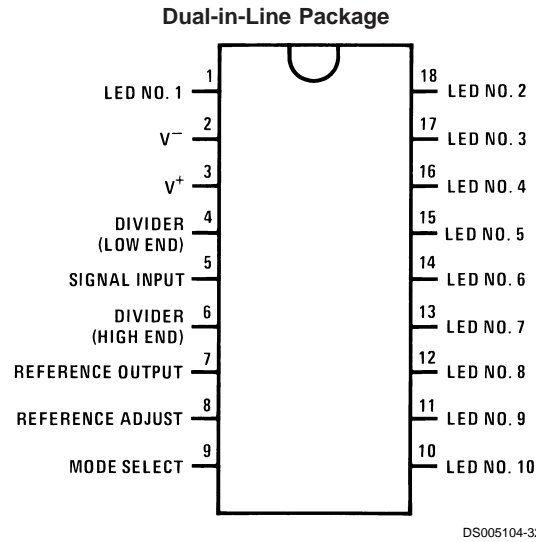 Dual-in-Line Package
1
LED NO. 1
2
V−
3
V+
4
DIVIDER
(LOW END)
5
SIGNAL INPUT
6
DIVIDER
(HIGH END)
7
REFERENCE OUTPUT
8
REFERENCE ADJUST
9
MODE SELECT
18
LED NO. 2
17
LED NO. 3
16
LED NO. 4
15
LED NO. 5
14
LED NO. 6
13
LED NO. 7
12
LED NO. 8
11
LED NO. 9
10
LED NO. 10
DS005104-32